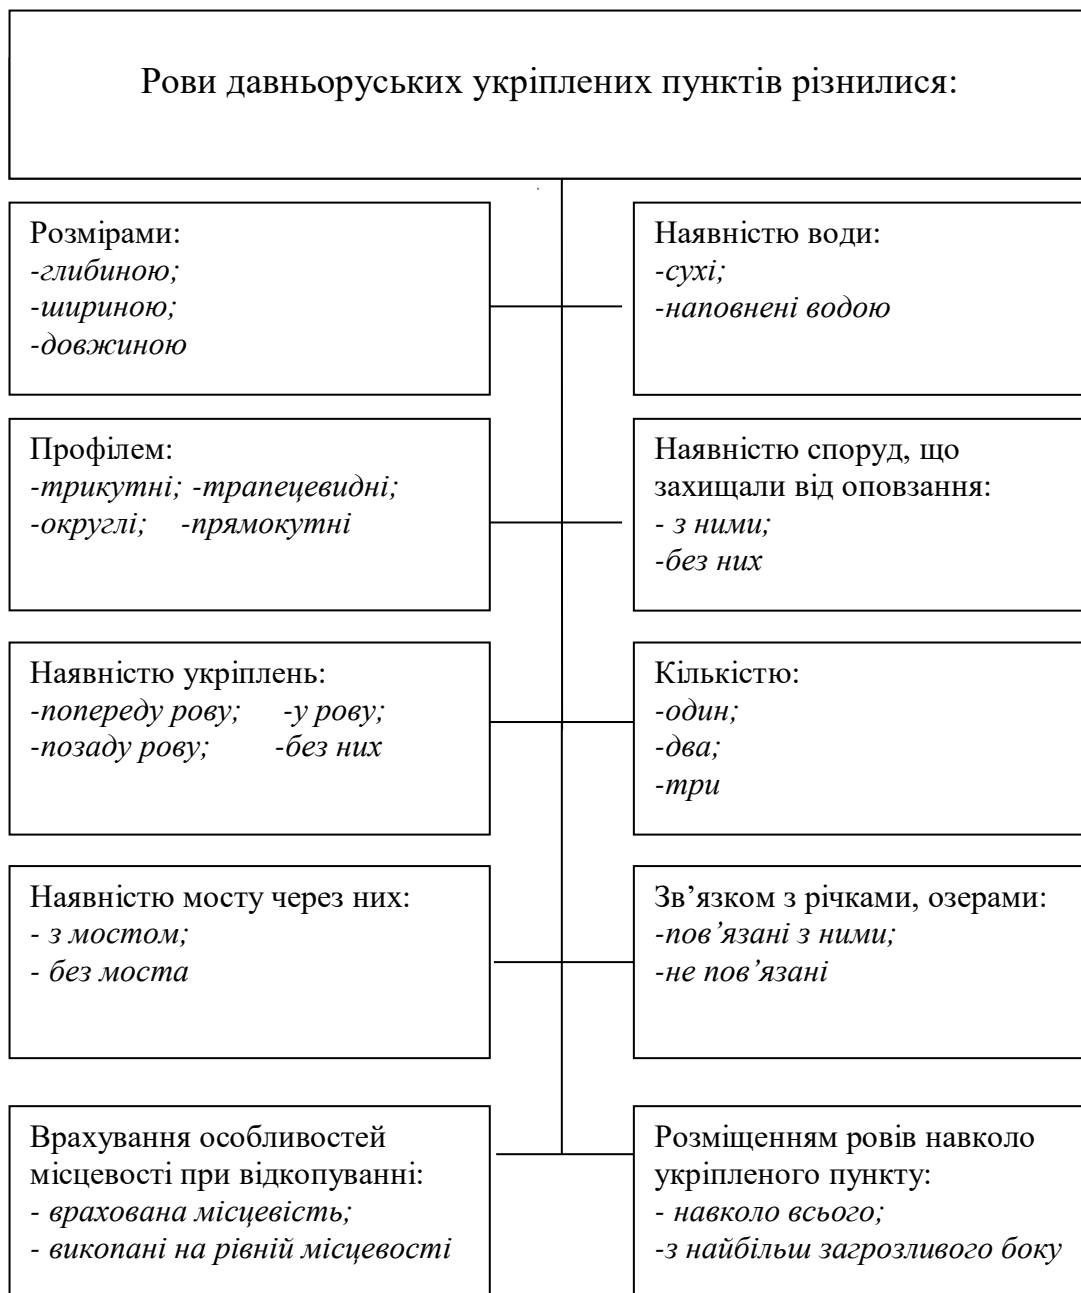 Рови давньоруських укріплених пунктів різнилися:
Розмірами:
-глибиною;
-шириною;
-довжиною
Наявністю води:
-сухі;
-наповнені водою
Профілем:
-трикутні; -трапецевидні;
-округлі; -прямокутні
Наявністю споруд, що
захищали від оповзання:
- з ними;
-без них
Наявністю укріплень:
-попереду рову; -у рову;
-позаду рову; -без них
Кількістю:
-один;
-два;
-три
Наявністю мосту через них:
- з мостом;
- без моста
Зв’язком з річками, озерами:
-пов’язані з ними;
-не пов’язані
Врахування особливостей
місцевості при відкопуванні:
- врахована місцевість;
- викопані на рівній місцевості
Розміщенням ровів навколо
укріпленого пункту:
- навколо всього;
-з найбільш загрозливого боку